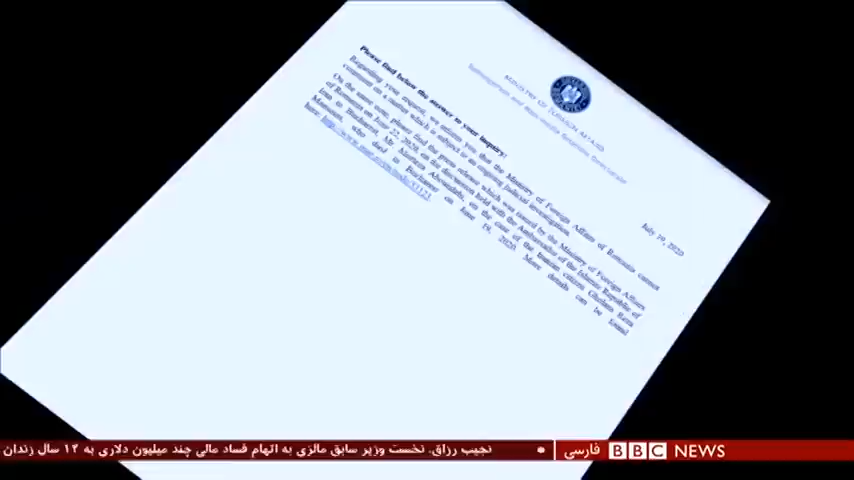 MINISTRY OF FOREIGN AFFAIRS
July 10, 2020
Please find below the answer to your inquiry:
Regarding your request, we inform you that the Ministry of Foreign Affairs of Romania cannot
comment on a matter which is subject to an ongoing judicial investigation.
On the same note, please find the press release which was issued by the Ministry of Foreign Affairs
of Romania on June 22, 2020, on the discussion held with the Ambassador of the Islamic Republic of
Iran to Bucharest, Mr. Morteza Aboutalebi, on the case of the Iranian citizen Gholam Reza
Mansouri, who died in Bucharest on June 19, 2020. More details can be found
here:
نجیب رزاق، نخست وزیر سابق مالزی به اتهام فساد مالی چند میلیون دلاری به ۱۲ سال زندان
BBC NEWS فارسی